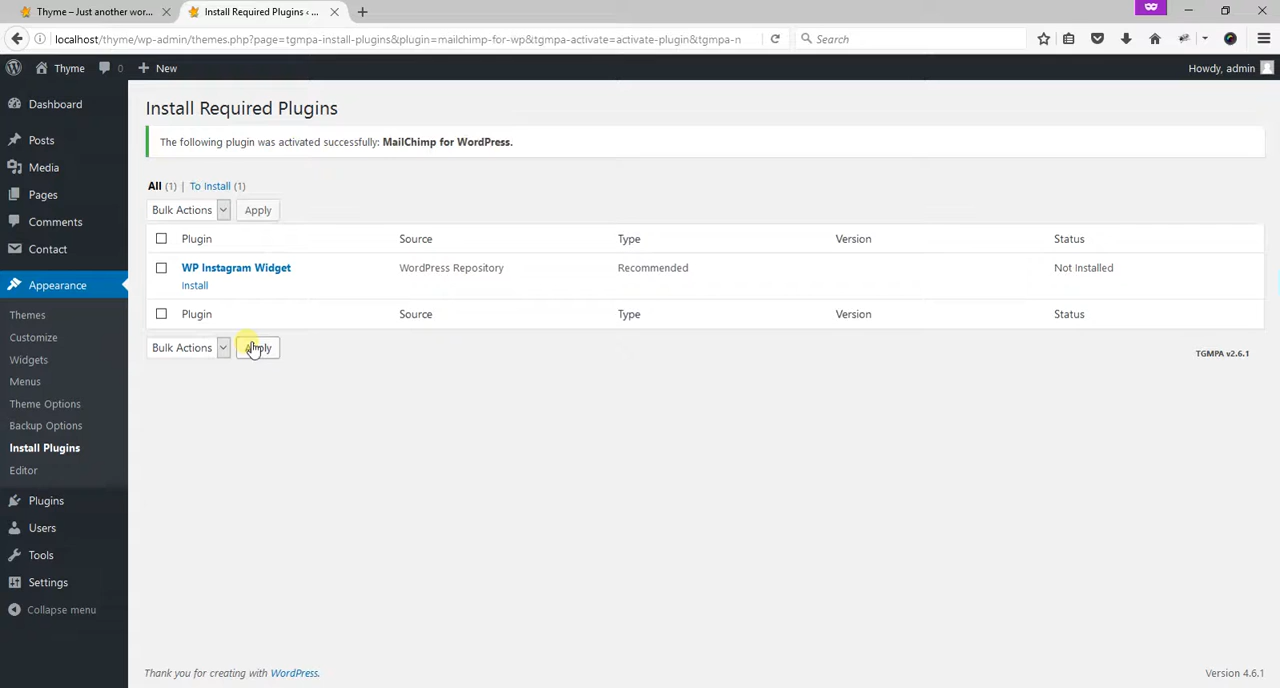 Thyme – Just another wor...
Install Required Plugins ‹ ...
localhost/thyme/wp-admin/themes.php?page=tgmpa-install-plugins&plugin=mailchimp-for-wp&tgmpa-activate=activate-plugin&tgmpa-n
Search
Thyme
0
New
Howdy, admin
Dashboard
Posts
Media
Pages
Comments
Contact
Appearance
Themes
Customize
Widgets
Menus
Theme Options
Backup Options
Install Plugins
Editor
Plugins
Users
Tools
Settings
Collapse menu
Install Required Plugins
The following plugin was activated successfully: MailChimp for WordPress.
All (1) | To Install (1)
Bulk Actions Apply
Plugin Source Type Version Status
WP Instagram Widget WordPress Repository Recommended Not Installed
Install
Plugin Source Type Version Status
Bulk Actions Apply
TGMPA v2.6.1
Thank you for creating with WordPress.
Version 4.6.1